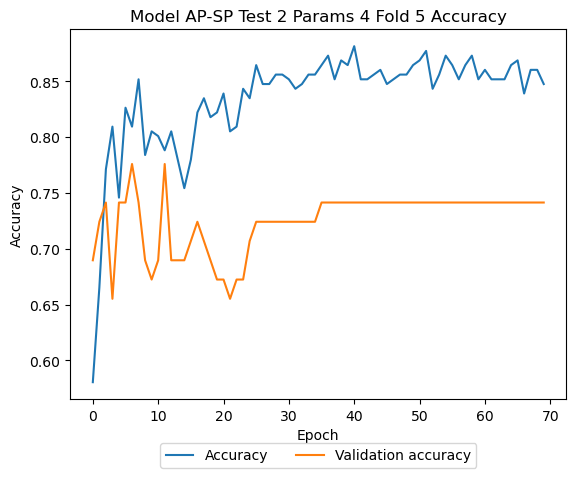 Model AP-SP Test 2 Params 4 Fold 5 Accuracy
Accuracy
0.85
0.80
0.75
0.70
0.65
0.60
0 10 20 30 40 50 60 70
Epoch
Accuracy Validation accuracy